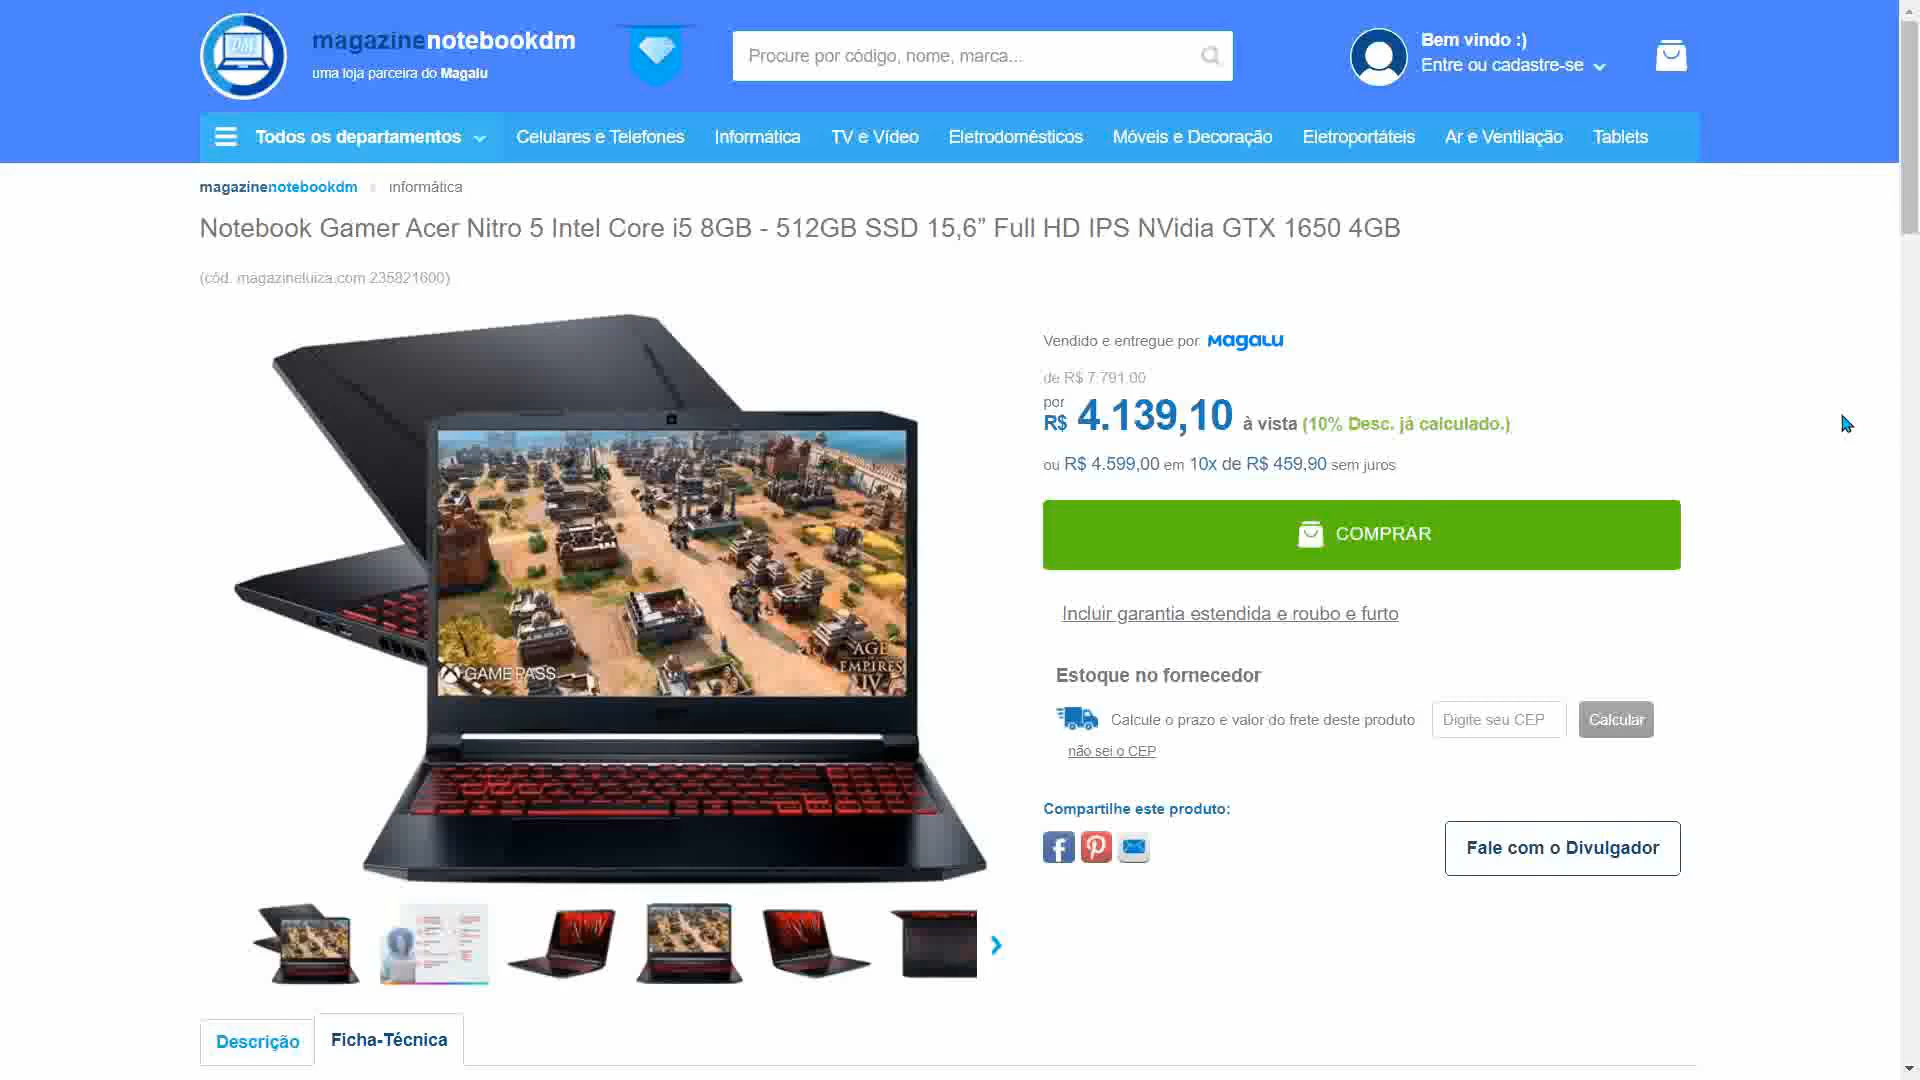 magazinenotebookdm
uma loja parceira do Magalu
Procure por código, nome, marca...
Bem vindo :)
Entre ou cadastre-se
Todos os departamentos
Celulares e Telefones
Informática
TV e Vídeo
Eletrodomésticos
Móveis e Decoração
Eletroportáteis
Ar e Ventilação
Tablets
magazinenotebookdm
informática
Notebook Gamer Acer Nitro 5 Intel Core i5 8GB - 512GB SSD 15,6” Full HD IPS NVidia GTX 1650 4GB
(cód. magazineluiza.com 235821600)
Vendido e entregue por Magalu
de R$ 7.791,00
por
R$ 4.139,10 à vista (10% Desc. já calculado.)
ou R$ 4.599,00 em 10x de R$ 459,90 sem juros
COMPRAR
Incluir garantia estendida e roubo e furto
Estoque no fornecedor
Calcule o prazo e valor do frete deste produto
Digite seu CEP
Calcular
não sei o CEP
Compartilhe este produto:
Fale com o Divulgador
GAME PASS
AGE
EMPIRES
IV
Descrição
Ficha-Técnica